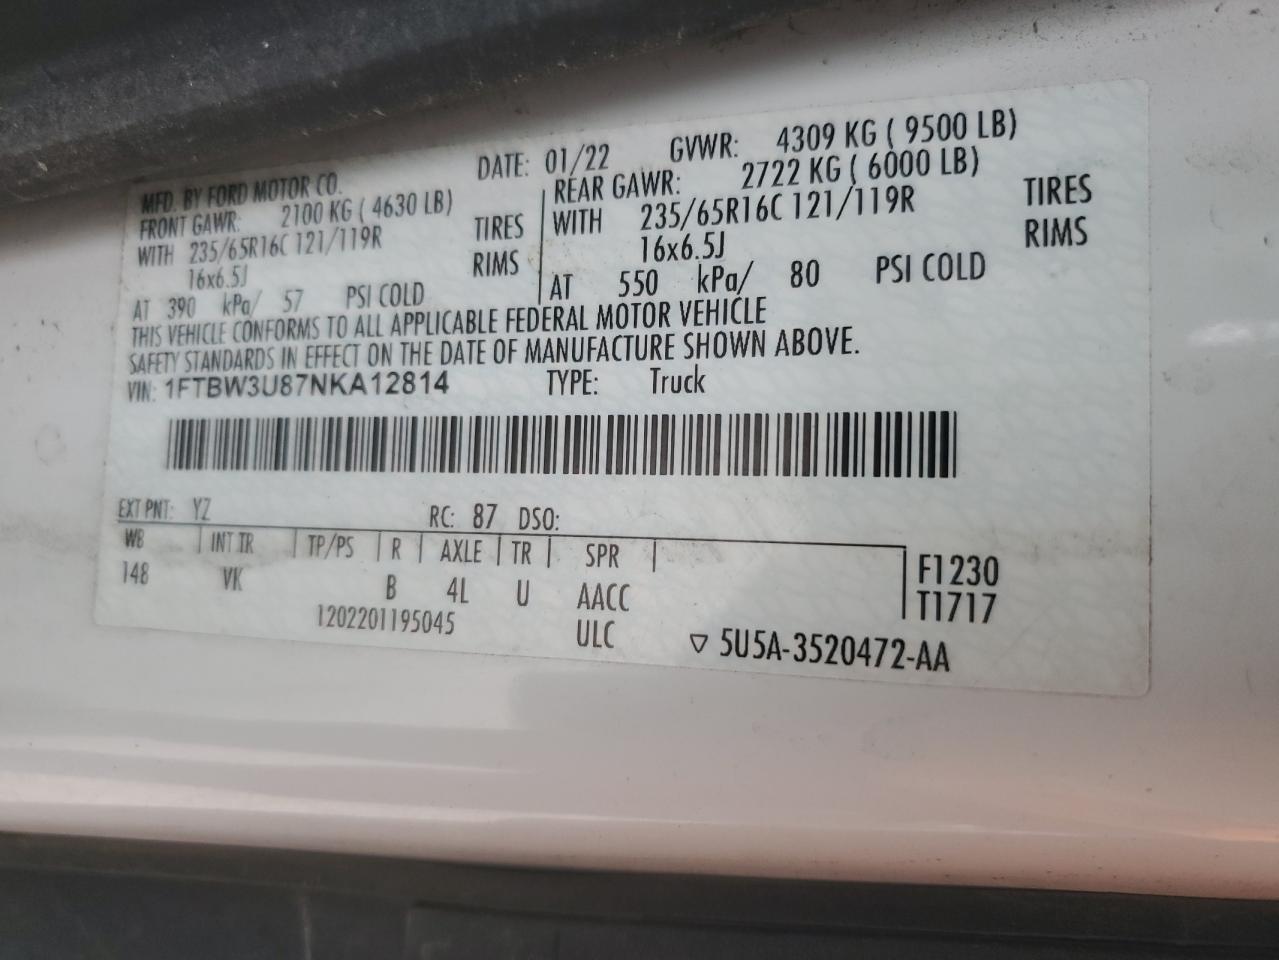 MFD. BY FORD MOTOR CO. DATE: 01/22 GVWR: 4309 KG ( 9500 LB)
FRONT GAWR: 2100 KG ( 4630 LB) REAR GAWR: 2722 KG ( 6000 LB)
WITH 235/65R16C 121/119R TIRES WITH 235/65R16C 121/119R TIRES
16x6.5J RIMS 16x6.5J RIMS
AT 390 kPa/ 57 PSI COLD AT 550 kPa/ 80 PSI COLD
THIS VEHICLE CONFORMS TO ALL APPLICABLE FEDERAL MOTOR VEHICLE
SAFETY STANDARDS IN EFFECT ON THE DATE OF MANUFACTURE SHOWN ABOVE.
VIN: 1FTBW3U87NKA12814 TYPE: Truck
EXT PNT: YZ RC: 87 DSO:
WB INT TR TP/PS R AXLE TR SPR F1230
148 VK B 4L U AACC T1717
1202201195045 ULC ▽ 5U5A-3520472-AA